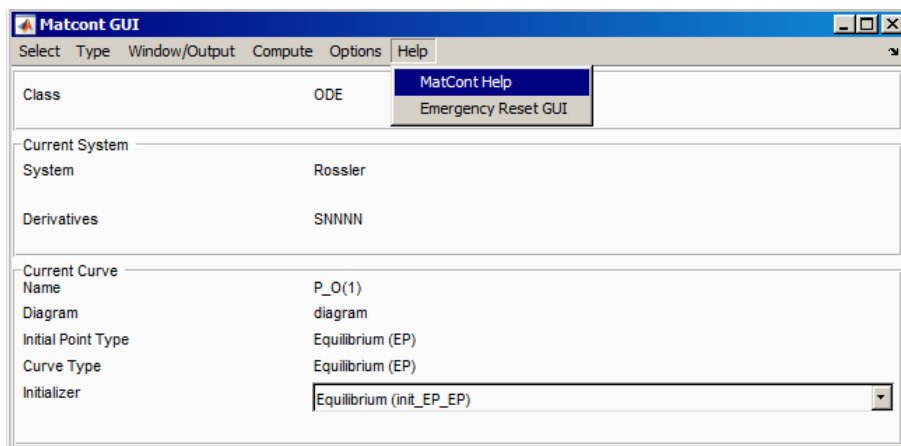 Matcont GUI
Select Type Window/Output Compute Options Help
MatCont Help
Emergency Reset GUI
Class ODE
Current System
System Rossler
Derivatives SNNNN
Current Curve
Name P_O(1)
Diagram diagram
Initial Point Type Equilibrium (EP)
Curve Type Equilibrium (EP)
Initializer Equilibrium (init_EP_EP)